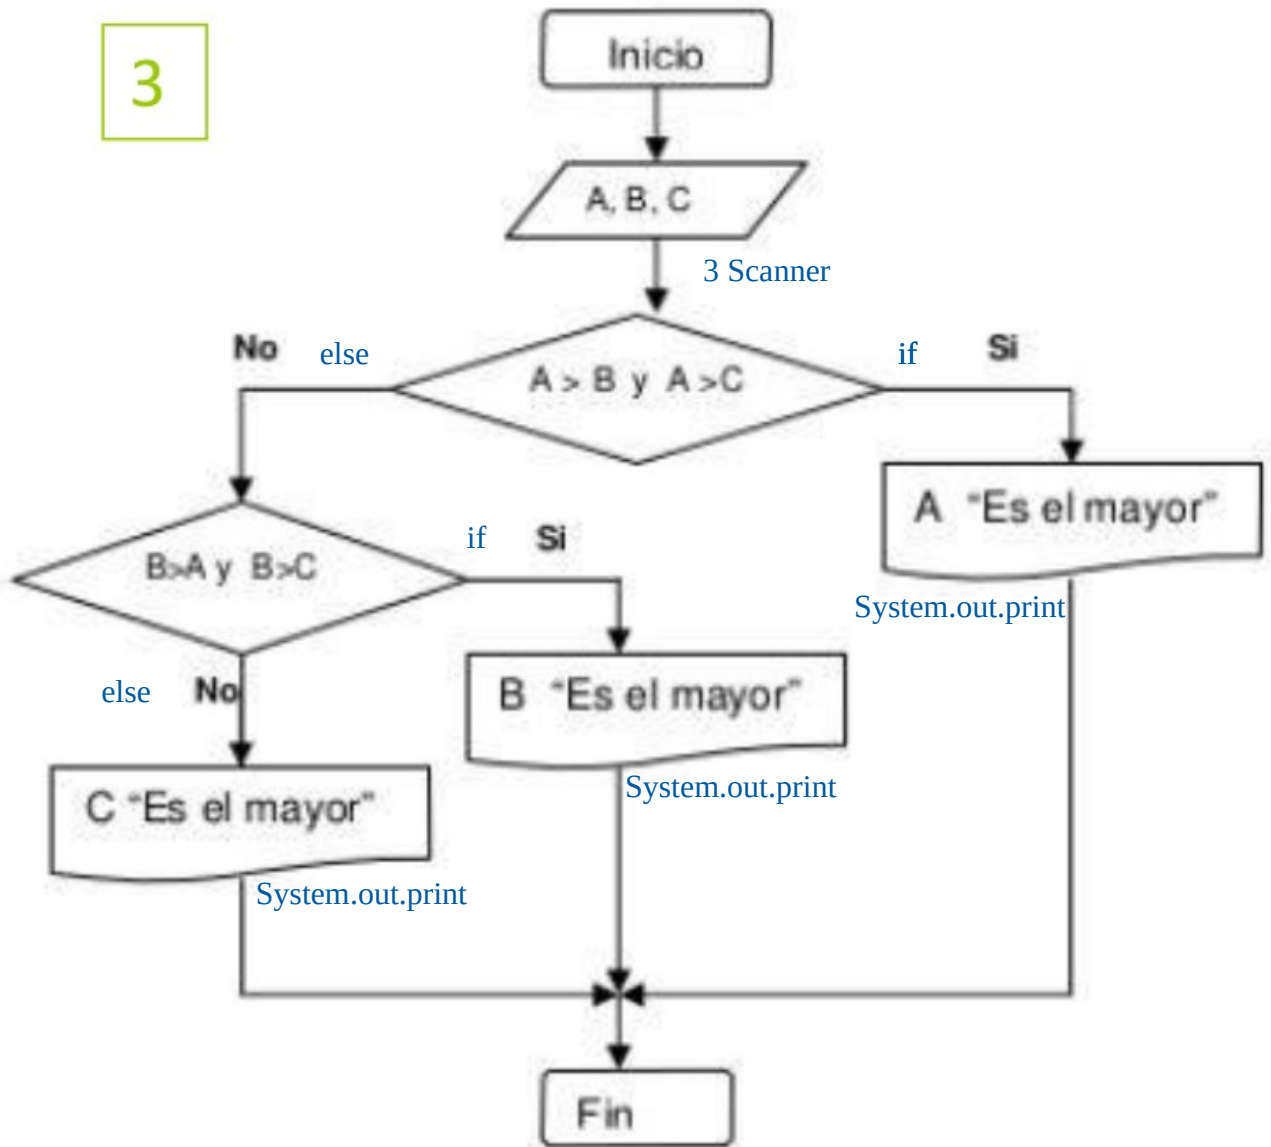 3
Inicio
A, B, C
3 Scanner
No else
if Si
A > B y A >C
A "Es el mayor"
if Si
B>A y B>C
System.out.print
else No
B "Es el mayor"
System.out.print
C "Es el mayor"
System.out.print
Fin